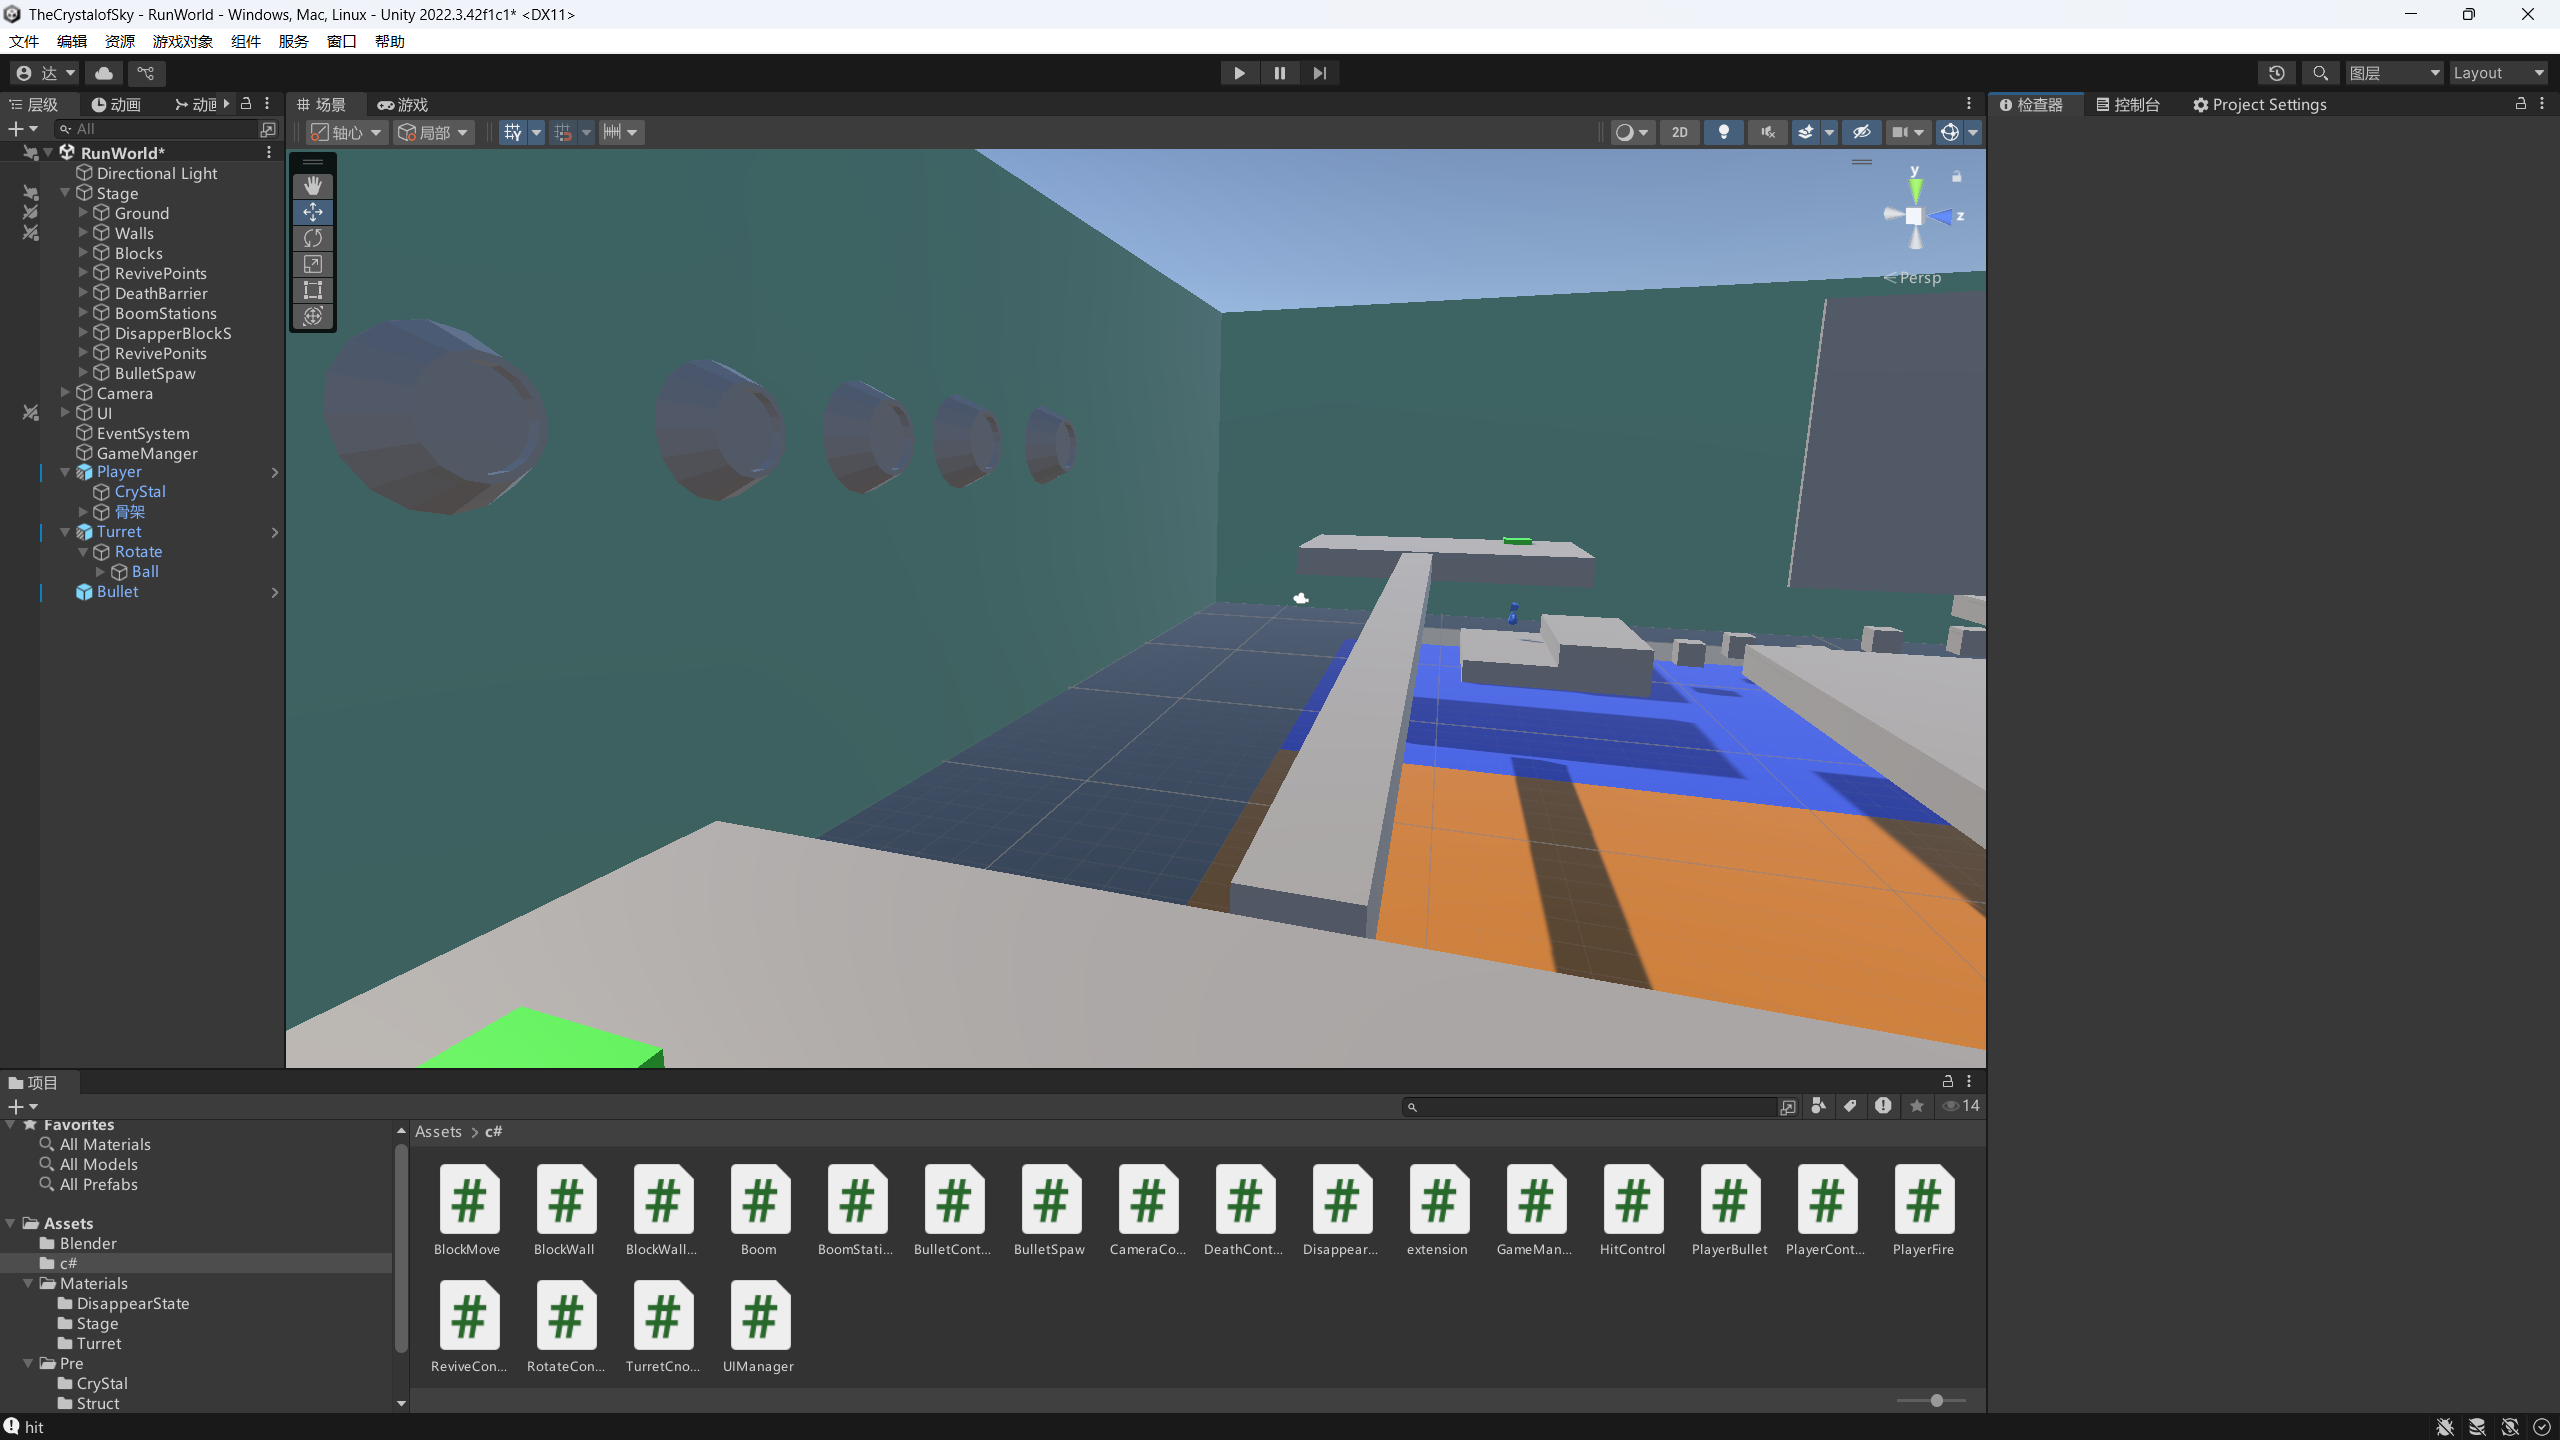 TheCrystalofSky - RunWorld - Windows, Mac, Linux - Unity 2022.3.42f1c1* <DX11>
文件 编辑 资源 游戏对象 组件 服务 窗口 帮助
达
图层 Layout
层级 动画 动画
场景 游戏
检查器 控制台 Project Settings
All
轴心 局部 2D
RunWorld*
Directional Light
Stage
Ground
Walls
Blocks
RevivePoints
DeathBarrier
BoomStations
DisapperBlockS
RevivePonits
BulletSpaw
Camera
UI
EventSystem
GameManger
Player
CryStal
骨架
Turret
Rotate
Ball
Bullet
y
z
Persp
项目
14
Favorites
All Materials
All Models
All Prefabs
Assets
Blender
c#
Materials
DisappearState
Stage
Turret
Pre
CryStal
Struct
Assets > c#
BlockMove BlockWall BlockWall... Boom BoomStati... BulletCont... BulletSpaw CameraCo... DeathCont... Disappear... extension GameMan... HitControl PlayerBullet PlayerCont... PlayerFire
ReviveCon... RotateCon... TurretCno... UIManager
hit